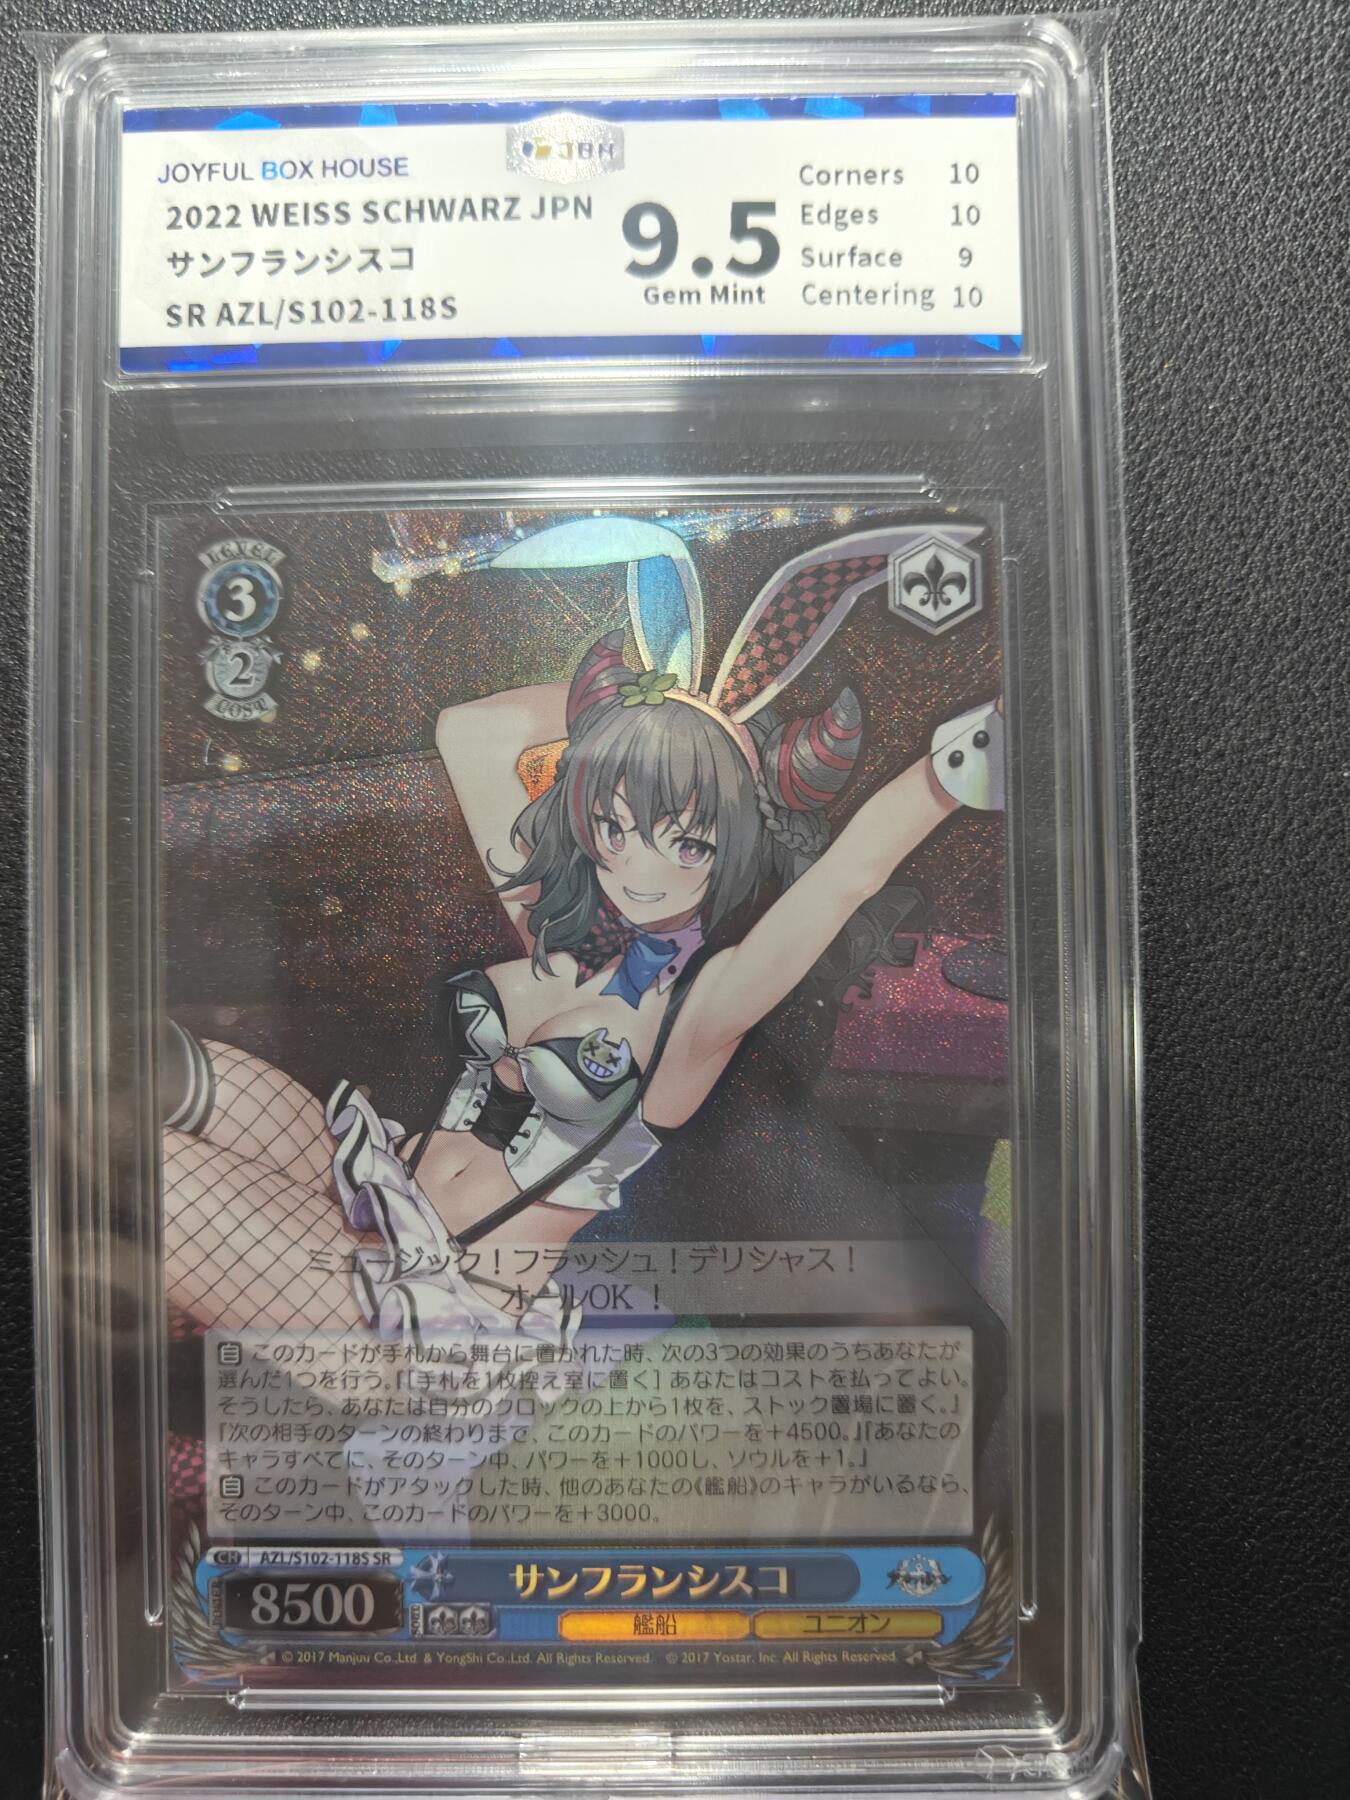 JBH
JOYFUL BOX HOUSE
2022 WEISS SCHWARZ JPN
サンフランシスコ
SR AZL/S102-118S
9.5
Gem Mint
Corners 10
Edges 10
Surface 9
Centering 10
LEVEL
3
2
COST
ミュージック！フラッシュ！デリシャス！
オールOK！
自 このカードが手札から舞台に置かれた時、次の3つの効果のうちあなたが
選んだ1つを行う。『［手札を1枚控え室に置く］ あなたはコストを払ってよい。
そうしたら、あなたは自分のクロックの上から1枚を、ストック置場に置く。』
『次の相手のターンの終わりまで、このカードのパワーを＋4500。』『あなたの
キャラすべてに、そのターン中、パワーを＋1000し、ソウルを＋1。』
自 このカードがアタックした時、他のあなたの《艦船》のキャラがいるなら、
そのターン中、このカードのパワーを＋3000。
CH AZL/S102-118S SR
サンフランシスコ
8500
艦船 ユニオン
© 2017 Manjuu Co.,Ltd. & YongShi Co.,Ltd. All Rights Reserved. © 2017 Yostar, Inc. All Rights Reserved.